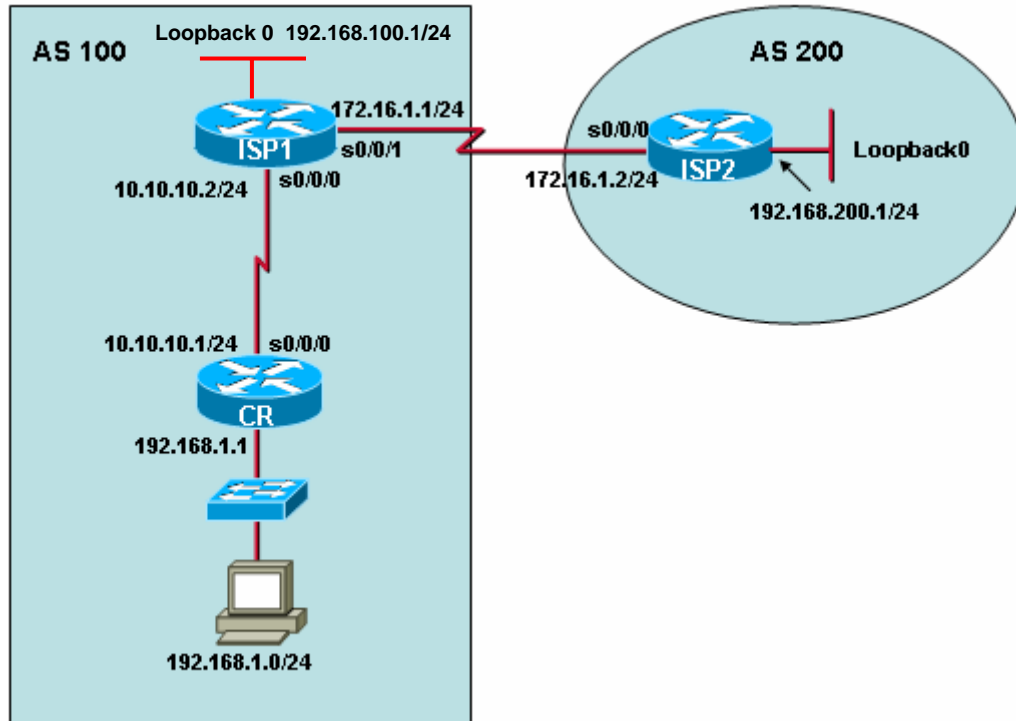 AS 100
Loopback 0 192.168.100.1/24
172.16.1.1/24
ISP1
s0/0/1
10.10.10.2/24
s0/0/0
AS 200
s0/0/0
ISP2
Loopback0
172.16.1.2/24
192.168.200.1/24
10.10.10.1/24
s0/0/0
CR
192.168.1.1
192.168.1.0/24